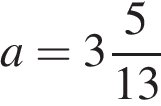 a = 3 5/13